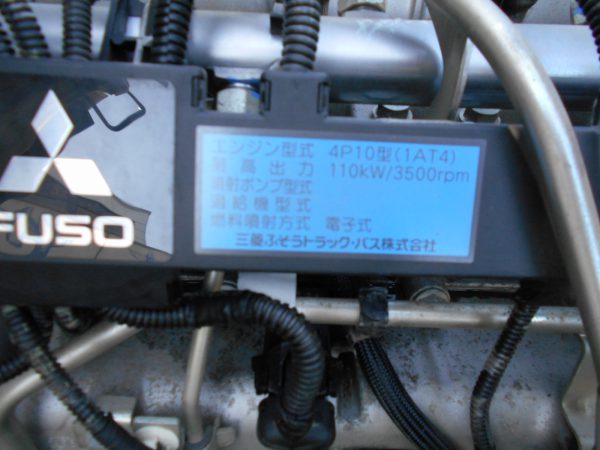 FUSO
エンジン型式 4P10型(1AT4)
最高出力 110kW/3500rpm
噴射ポンプ型式
過給機型式
燃料噴射方式 電子式
三菱ふそうトラック・バス株式会社